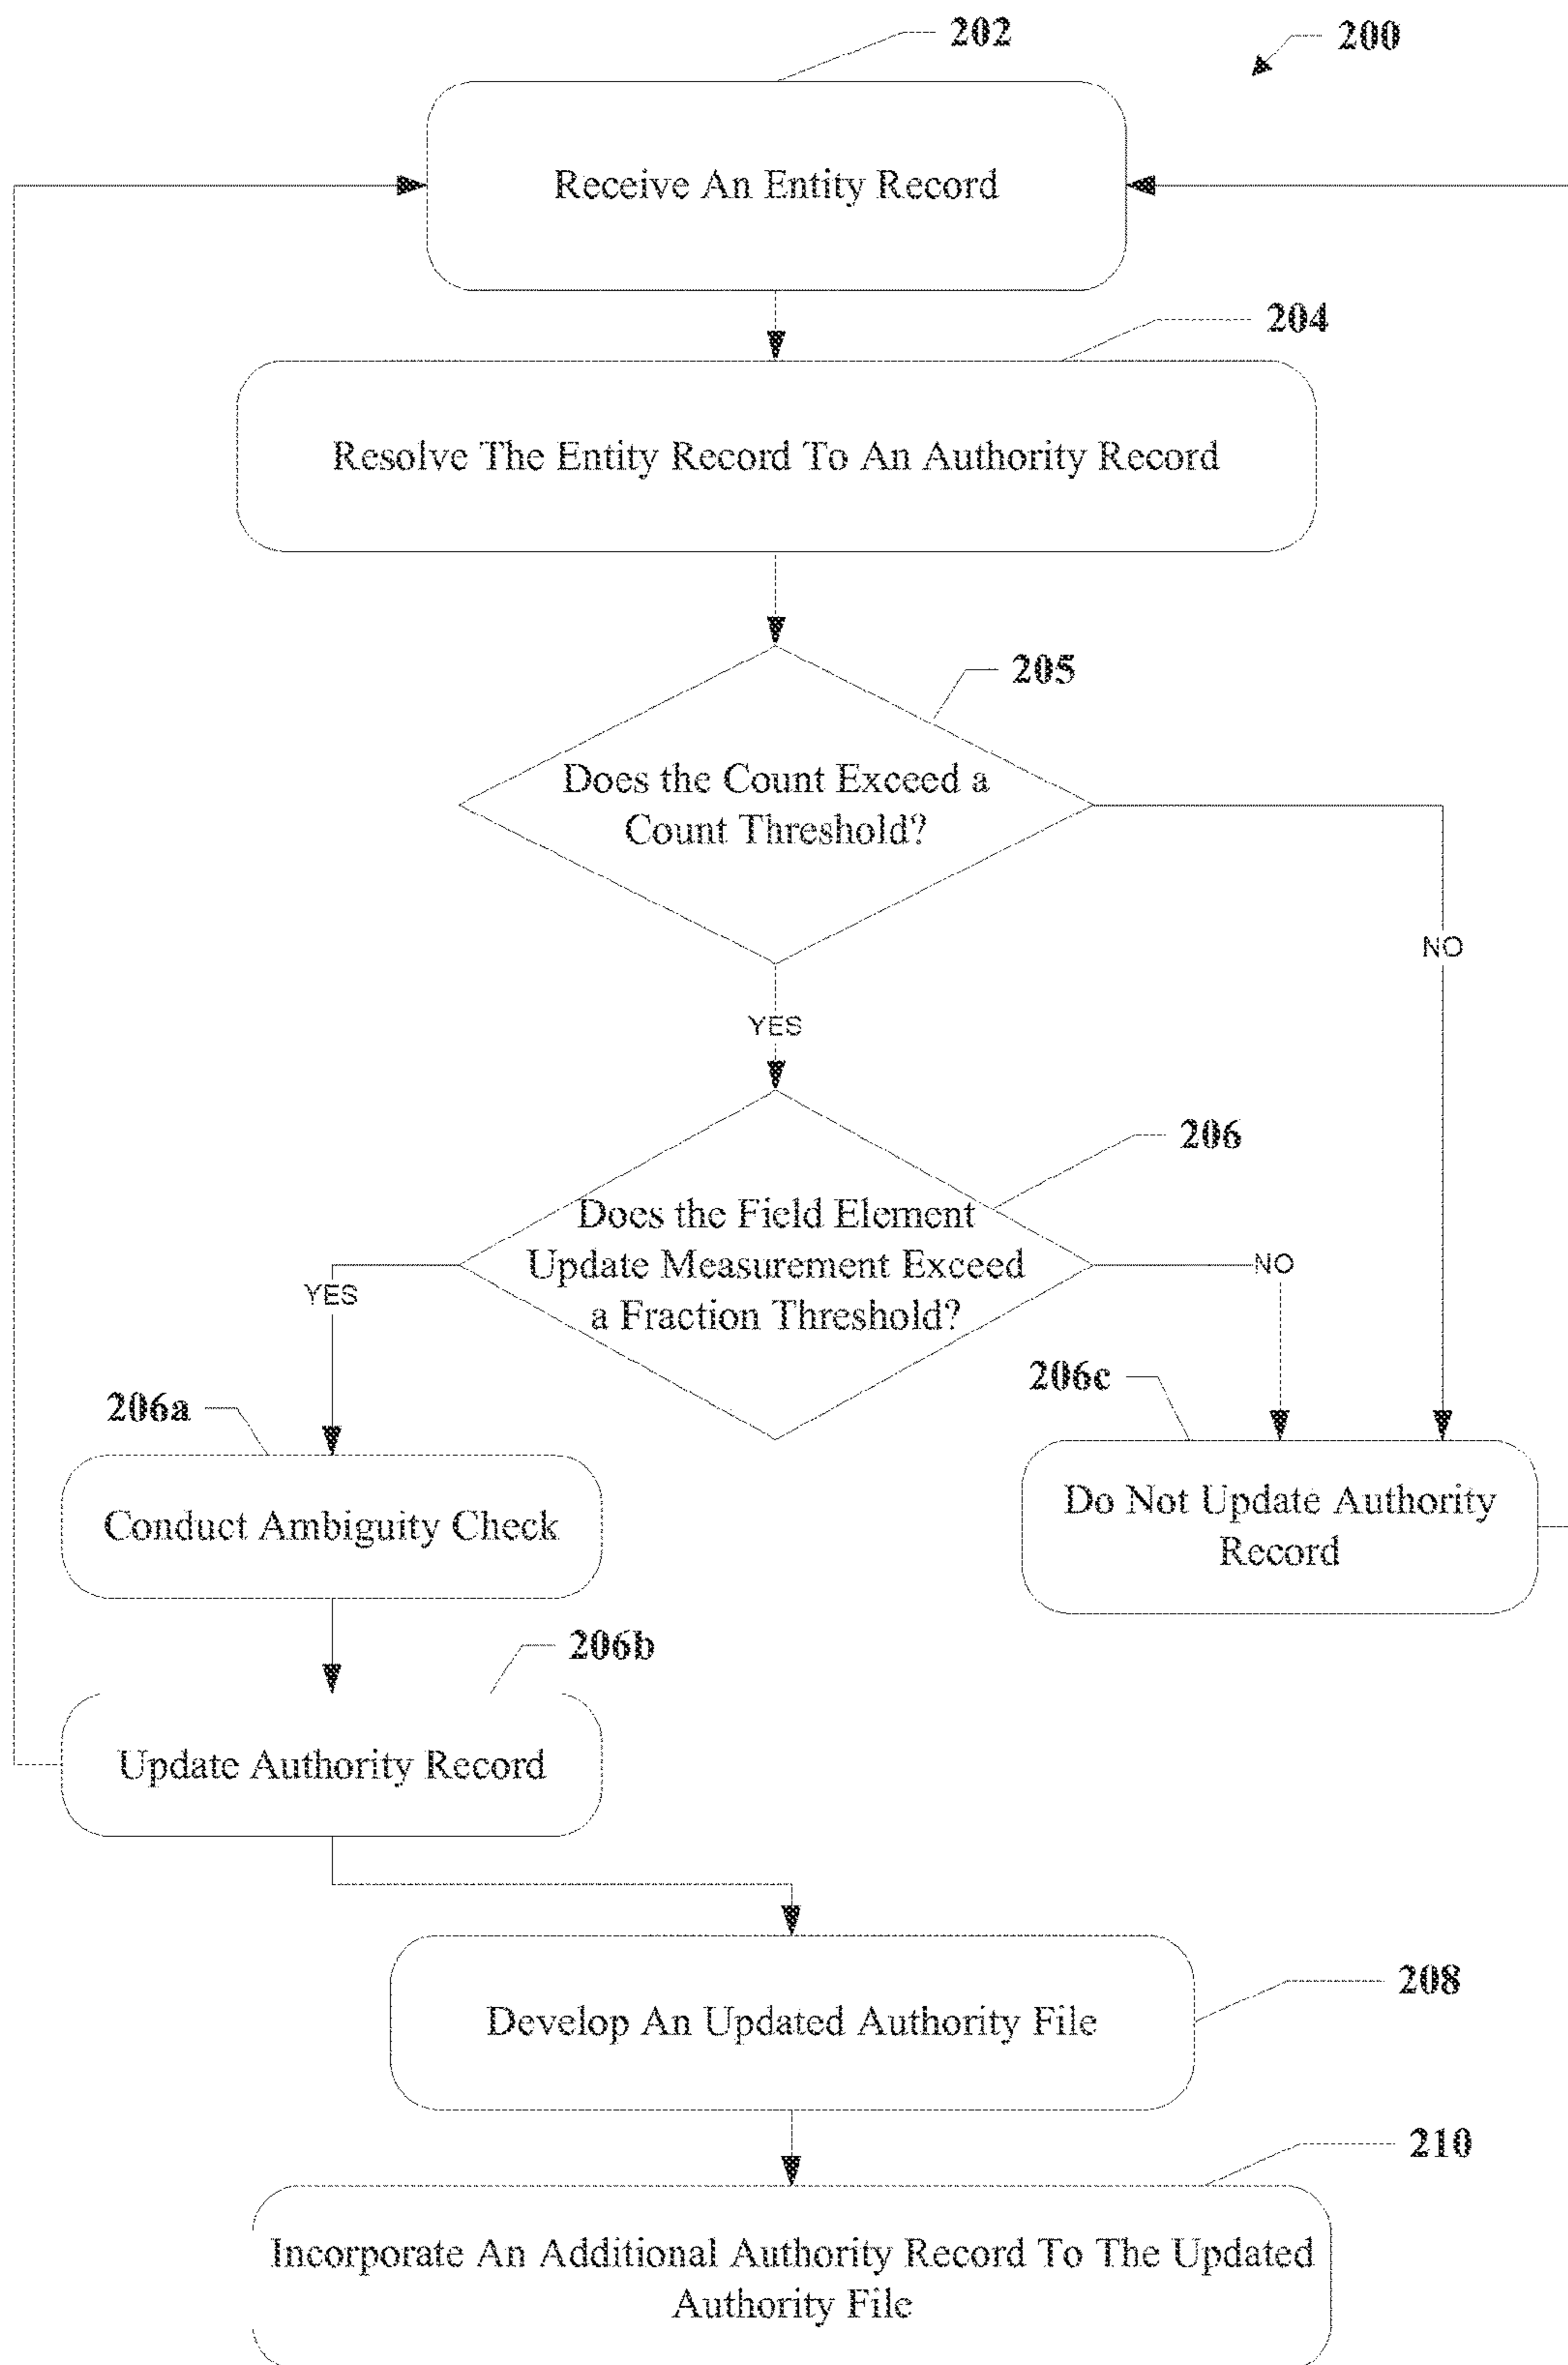 202
200
Receive An Entity Record
204
Resolve The Entity Record To An Authority Record
205
Does the Count Exceed a
Count Threshold?
NO
YES
206
Does the Field Element
Update Measurement Exceed
a Fraction Threshold?
NO
YES
206c
206a
Do Not Update Authority
Record
Conduct Ambiguity Check
206b
Update Authority Record
208
Develop An Updated Authority File
210
Incorporate An Additional Authority Record To The Updated
Authority File